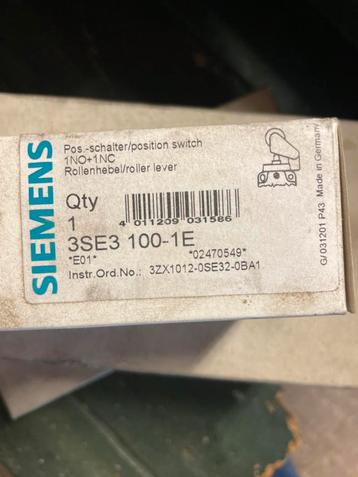 SIEMENS
Pos.-schalter/position switch
1NO+1NC
Rollenhebel/roller lever
Qty
1
4 011209 031586
3SE3 100-1E
*E01* *02470549*
Instr.Ord.No.: 3ZX1012-0SE32-0BA1
G/031201 P43 Made in Germany